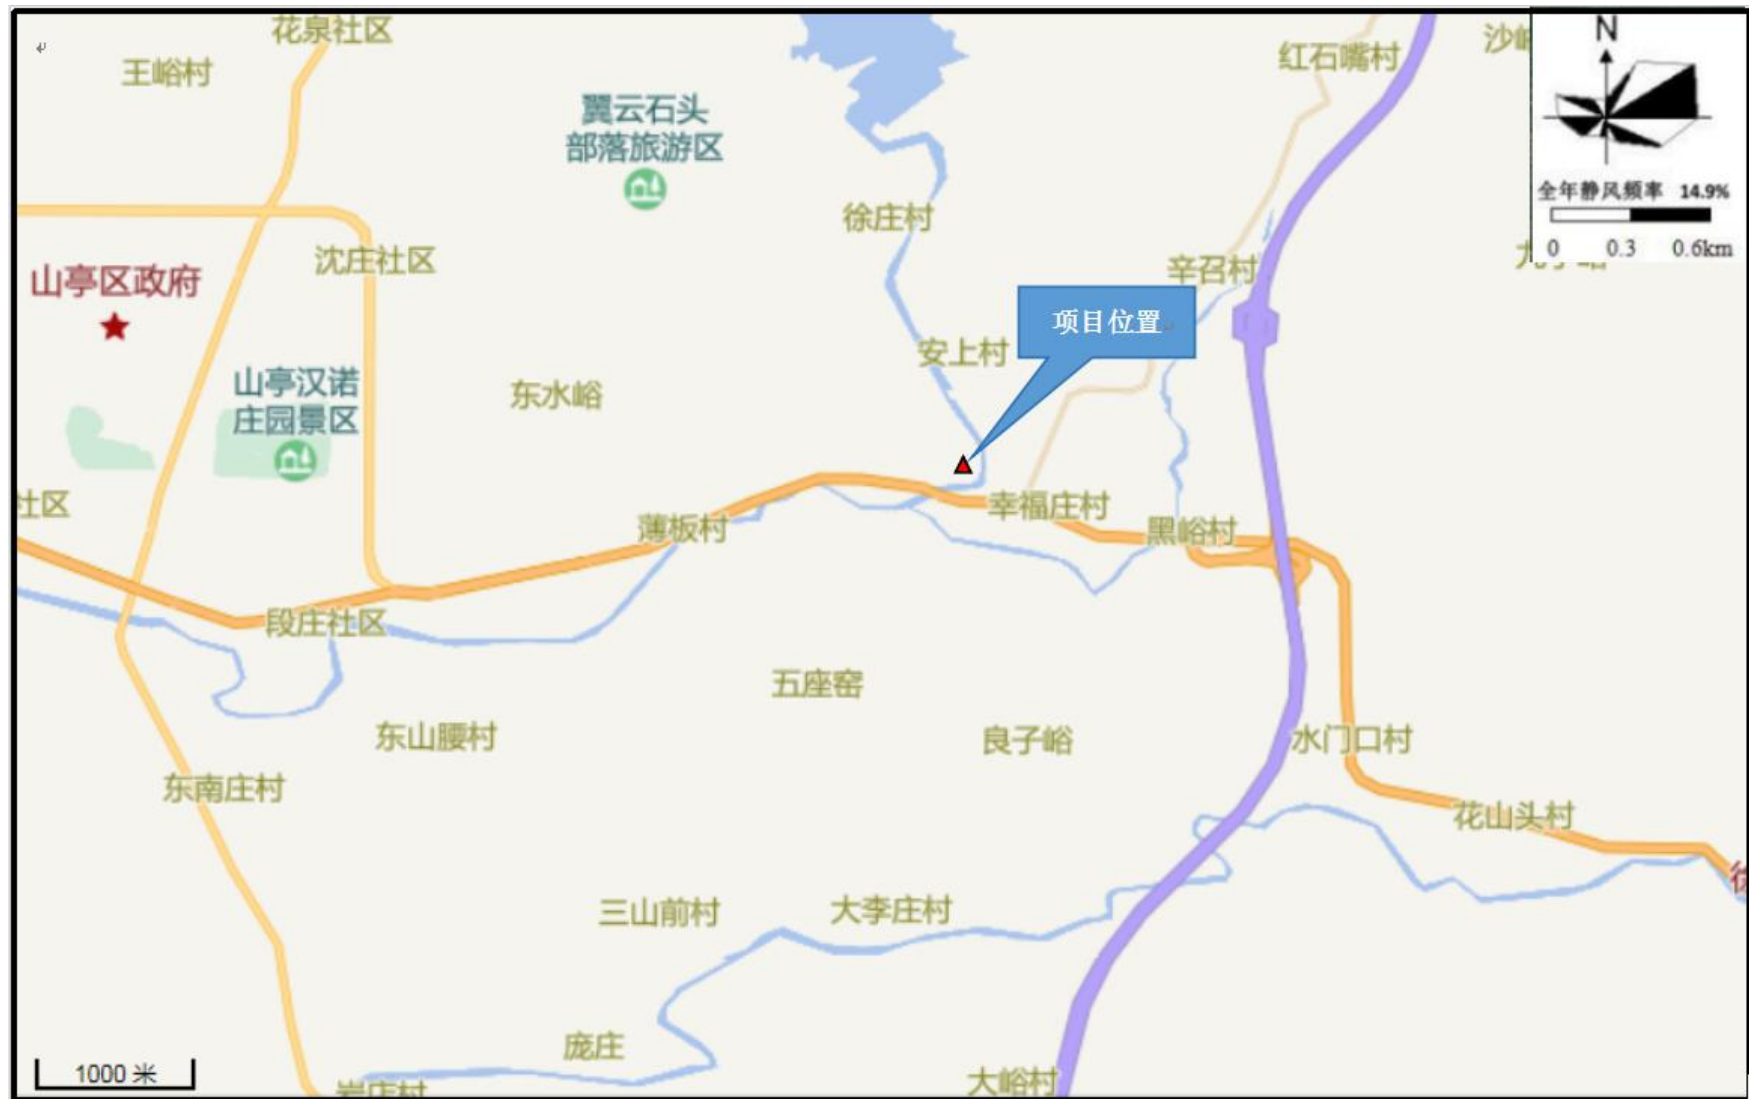 花泉社区
王峪村
翼云石头
部落旅游区
红石嘴村
N
全年静风频率 14.9%
0 0.3 0.6km
徐庄村
沈庄社区
辛召村
山亭区政府
项目位置
安上村
山亭汉诺
庄园景区
东水峪
社区
幸福庄村
薄板村
黑峪村
段庄社区
五座窑
东山腰村
良子峪
水门口村
东南庄村
花山头村
三山前村
大李庄村
庞庄
1000 米
大峪村